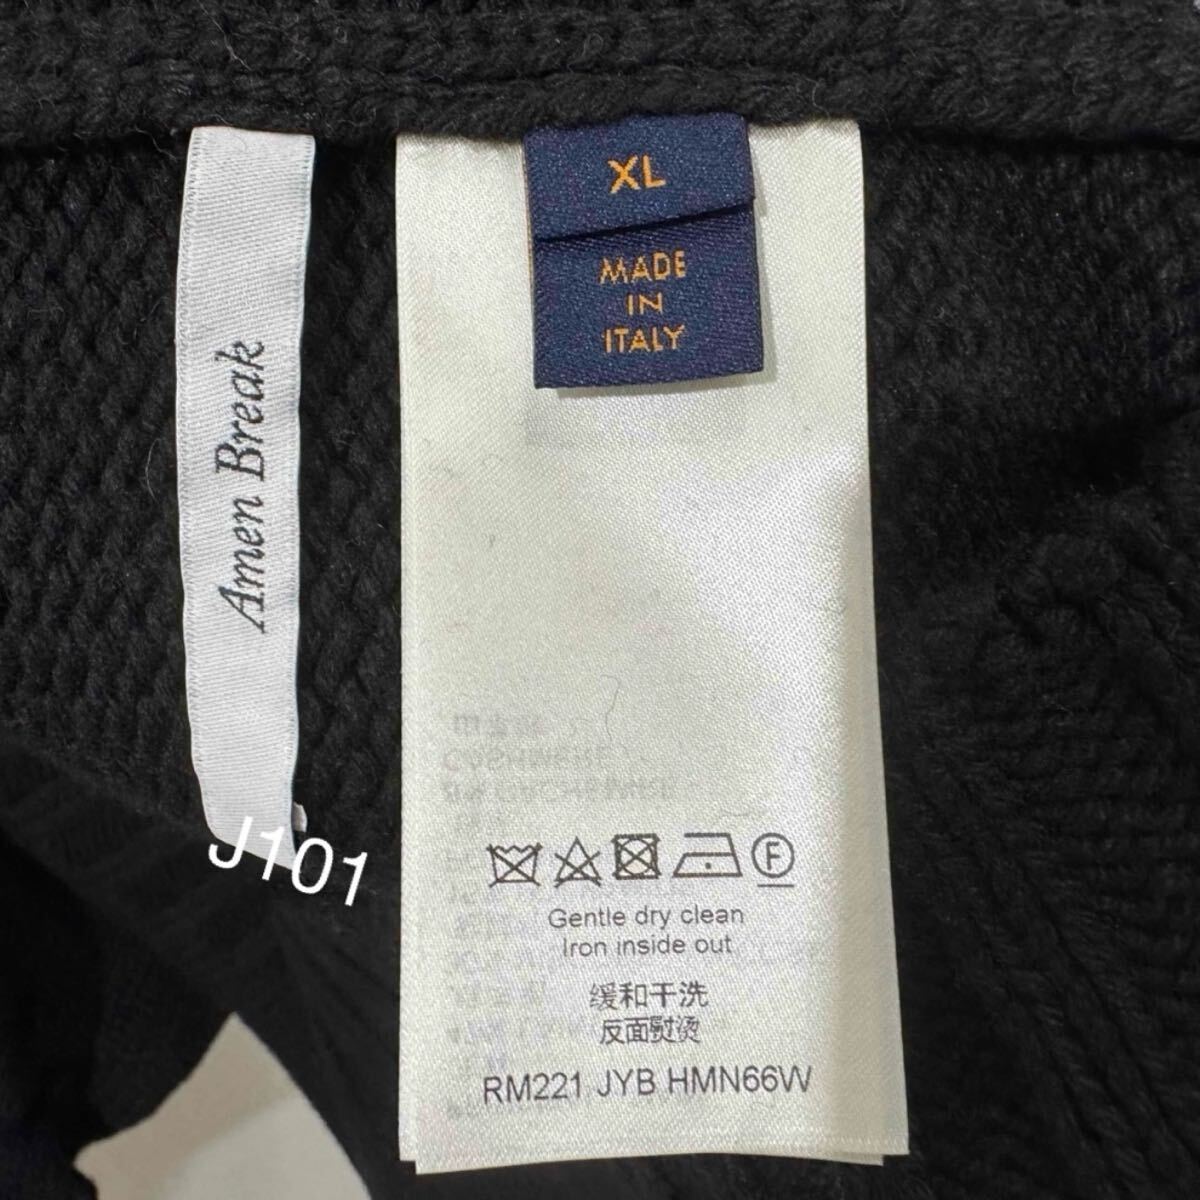 XL
MADE
IN
ITALY
Amen Break
J101
CASHMERE
F
Gentle dry clean
Iron inside out
缓和干洗
反面熨烫
RM221 JYB HMN66W